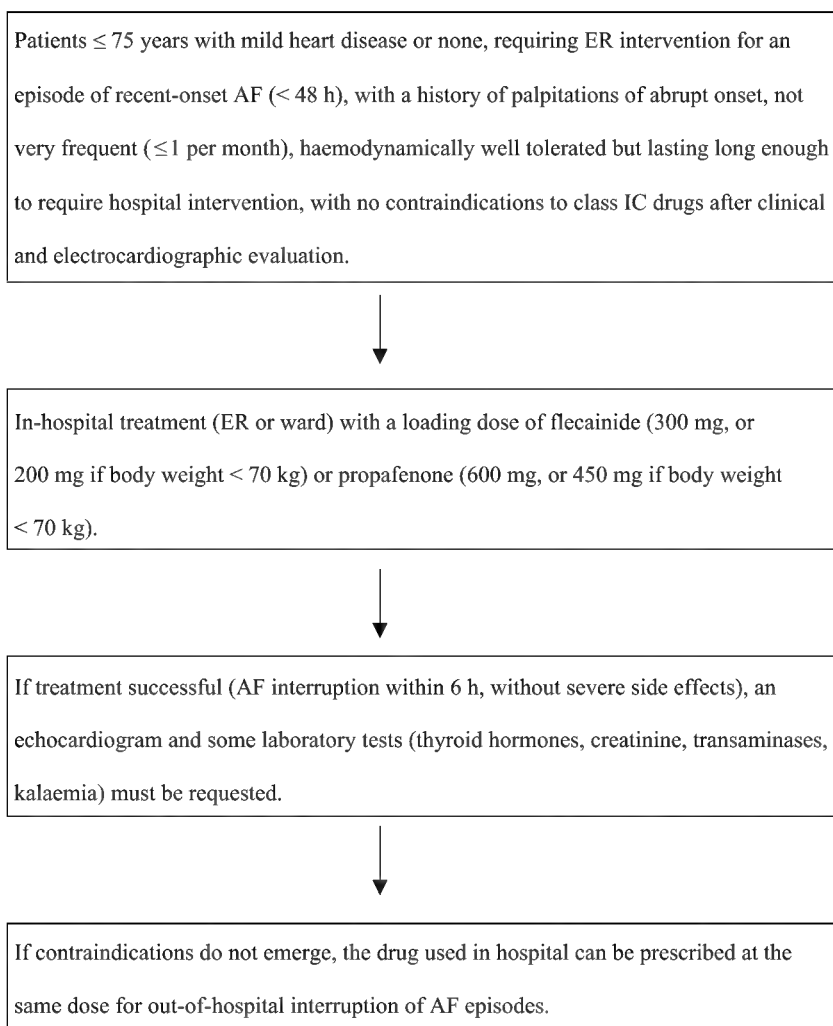 Patients ≤ 75 years with mild heart disease or none, requiring ER intervention for an
episode of recent-onset AF (< 48 h), with a history of palpitations of abrupt onset, not
very frequent (≤1 per month), haemodynamically well tolerated but lasting long enough
to require hospital intervention, with no contraindications to class IC drugs after clinical
and electrocardiographic evaluation.
In-hospital treatment (ER or ward) with a loading dose of flecainide (300 mg, or
200 mg if body weight < 70 kg) or propafenone (600 mg, or 450 mg if body weight
< 70 kg).
If treatment successful (AF interruption within 6 h, without severe side effects), an
echocardiogram and some laboratory tests (thyroid hormones, creatinine, transaminases,
kalaemia) must be requested.
If contraindications do not emerge, the drug used in hospital can be prescribed at the
same dose for out-of-hospital interruption of AF episodes.